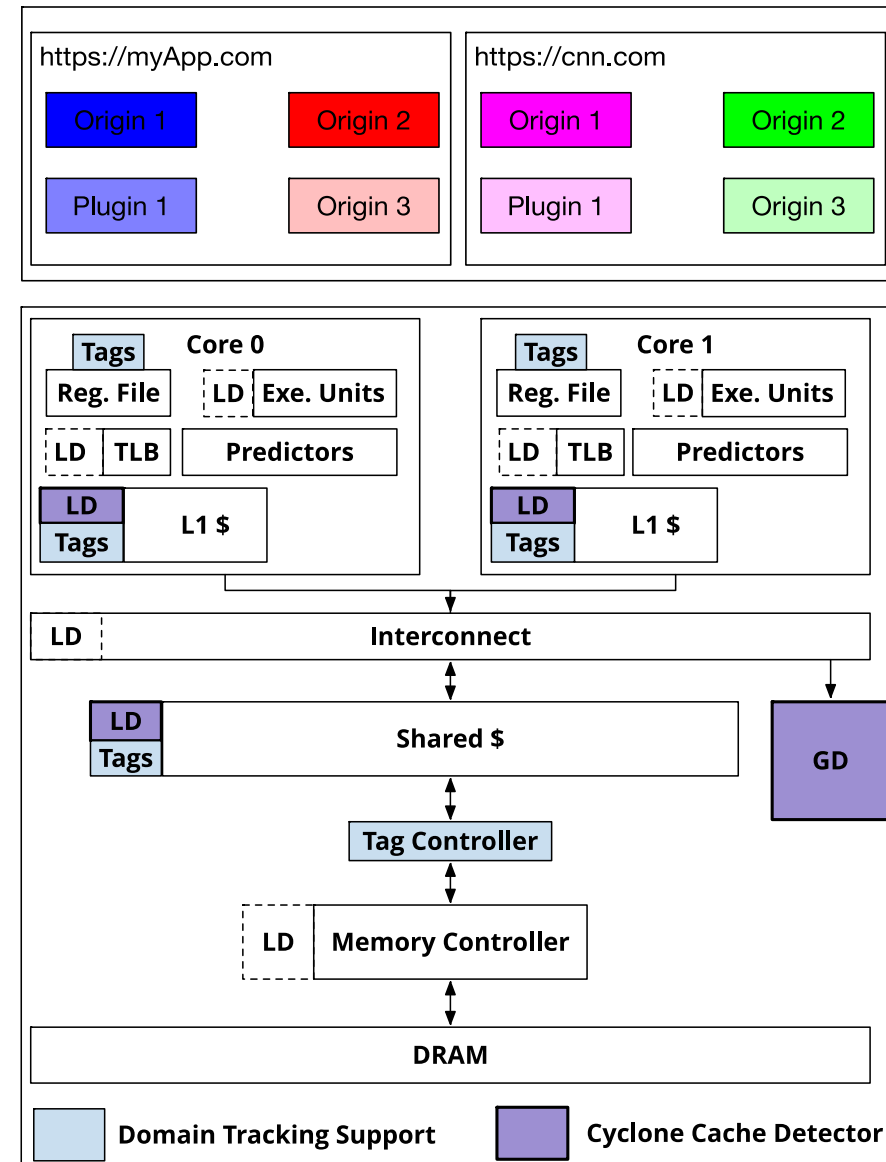 https://myApp.com
Origin 1 Origin 2
Plugin 1 Origin 3
https://cnn.com
Origin 1 Origin 2
Plugin 1 Origin 3
Core 0
Tags
Reg. File LD Exe. Units
LD TLB Predictors
LD
Tags L1 $
Core 1
Tags
Reg. File LD Exe. Units
LD TLB Predictors
LD
Tags L1 $
LD Interconnect
LD
Tags Shared $
GD
Tag Controller
LD Memory Controller
DRAM
Domain Tracking Support
Cyclone Cache Detector